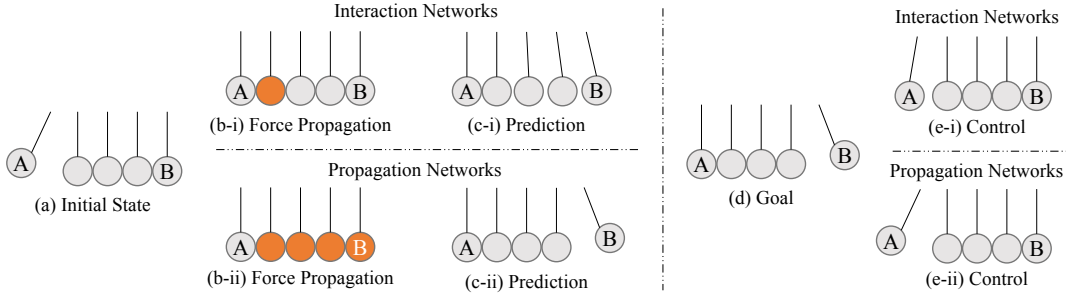 Interaction Networks
A
B
A
B
(b-i) Force Propagation
(c-i) Prediction
A
B
(a) Initial State
Propagation Networks
A
B
A
B
(b-ii) Force Propagation
(c-ii) Prediction
A
B
(d) Goal
Interaction Networks
A
B
(e-i) Control
Propagation Networks
A
B
(e-ii) Control